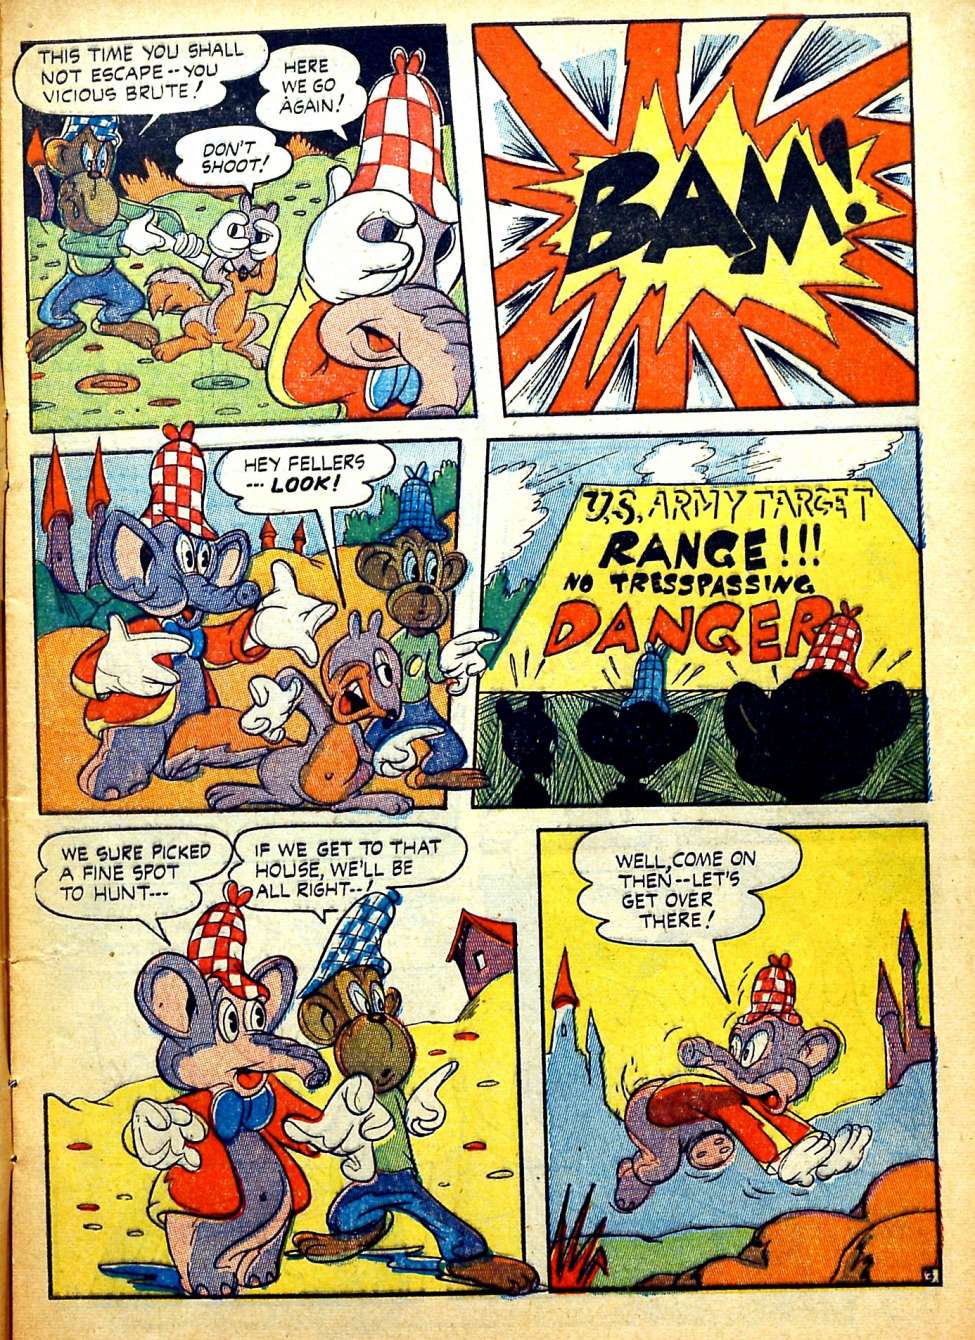 THIS TIME YOU SHALL
NOT ESCAPE--YOU
VICIOUS BRUTE!
HERE
WE GO
AGAIN!
DON'T
SHOOT!
BAM!
HEY FELLERS
--- LOOK!
U.S. ARMY TARGET
RANGE!!!
NO TRESSPASSING
DANGER
WE SURE PICKED
A FINE SPOT
TO HUNT---
IF WE GET TO THAT
HOUSE, WE'LL BE
ALL RIGHT--!
WELL, COME ON
THEN--LET'S
GET OVER
THERE!
3